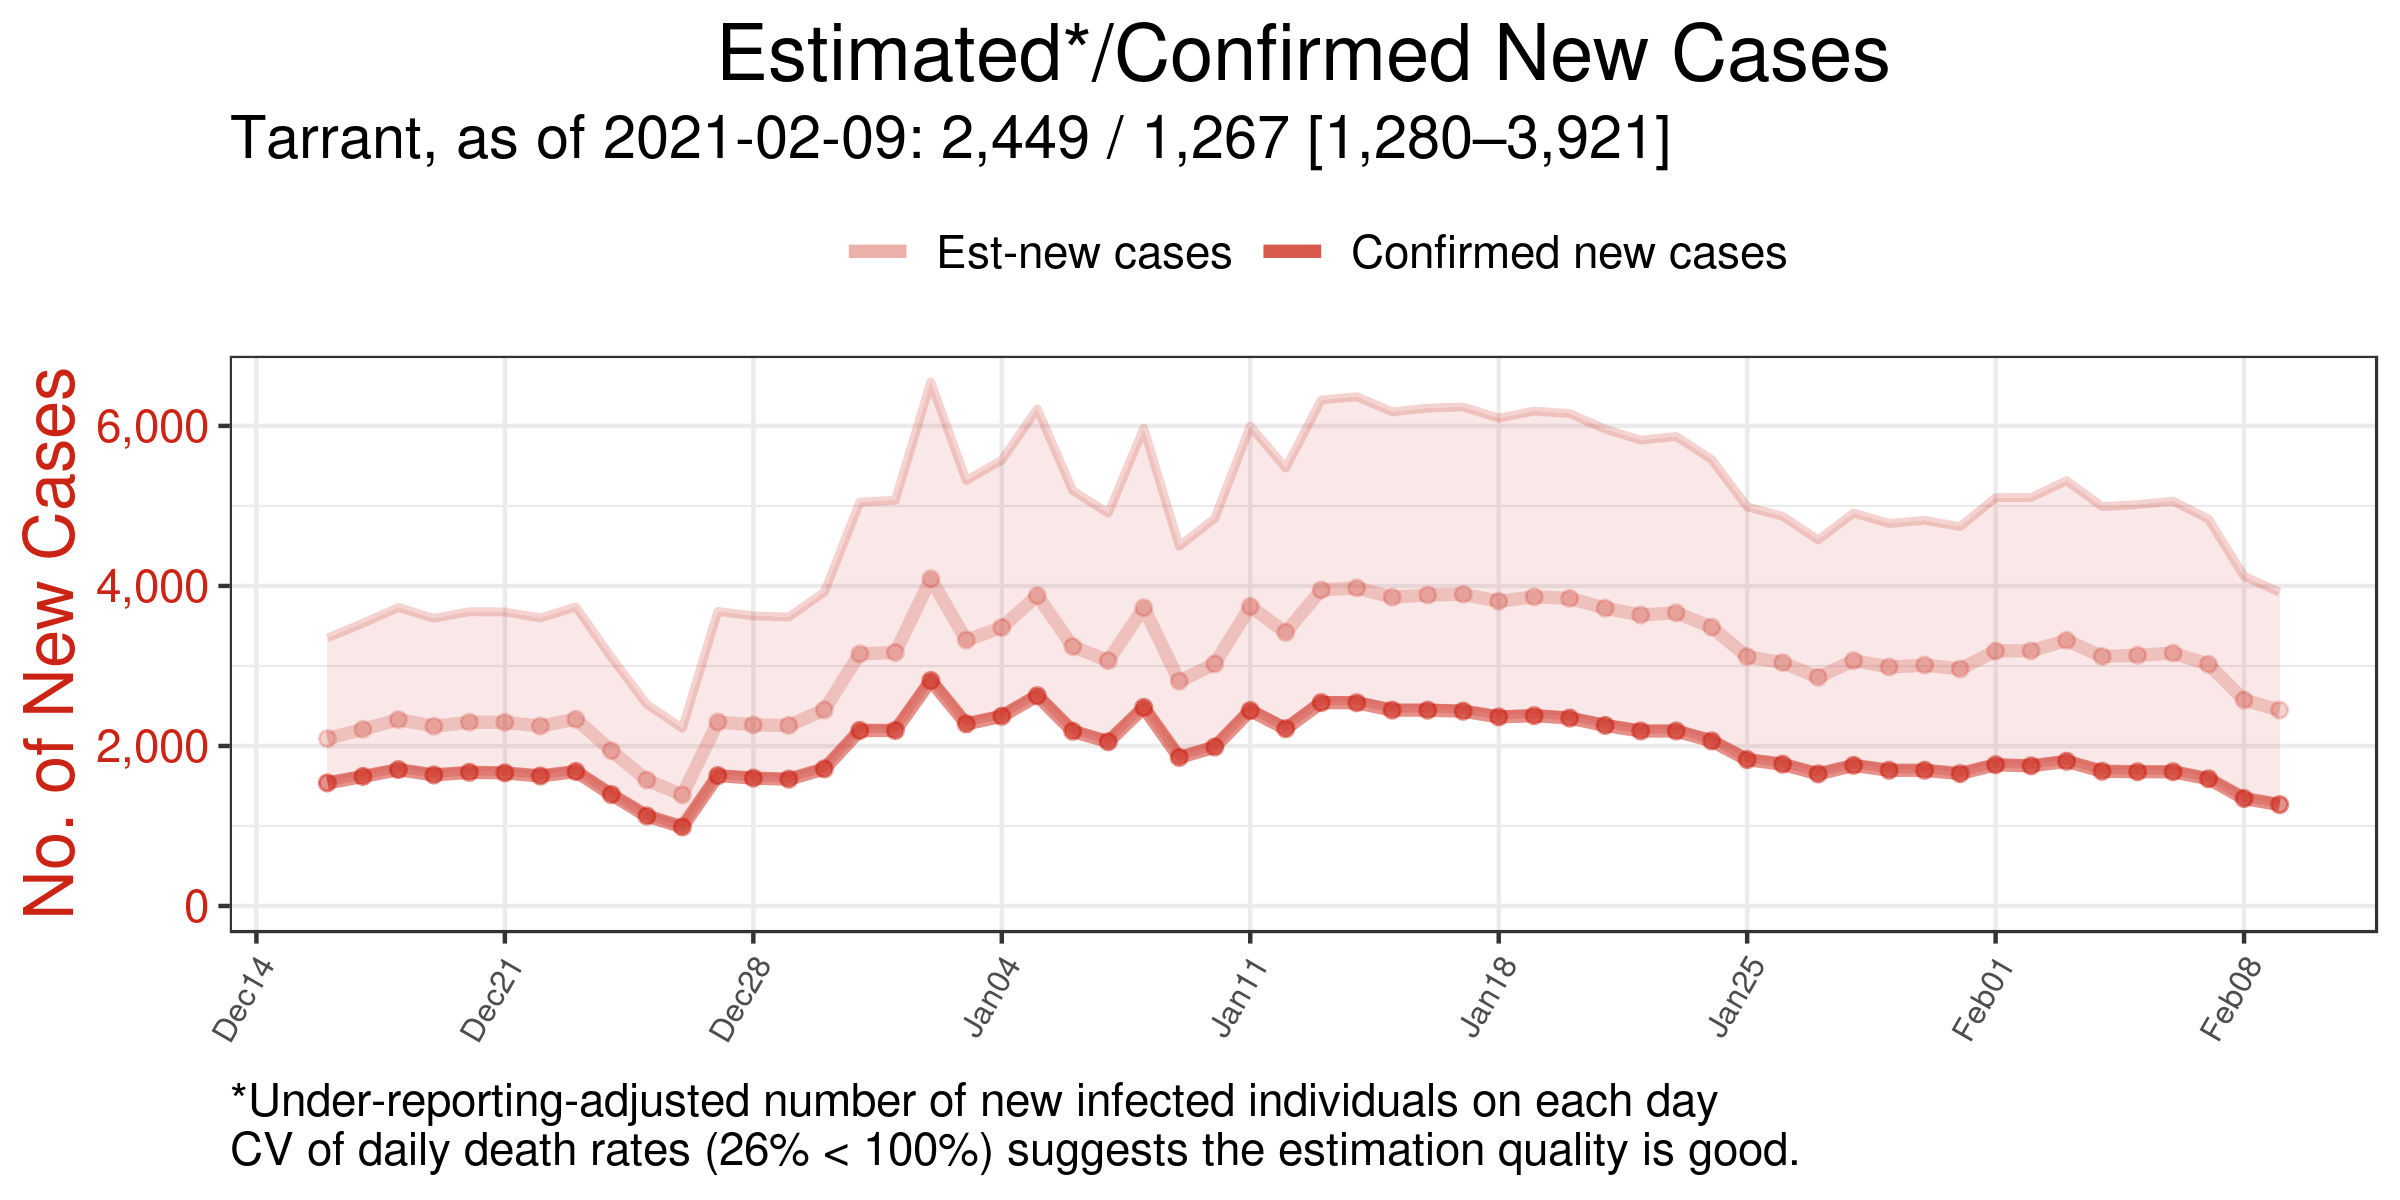 Estimated*/Confirmed New Cases
Tarrant, as of 2021-02-09: 2,449 / 1,267 [1,280–3,921]
Est-new cases Confirmed new cases
No. of New Cases
6,000
4,000
2,000
0
Dec14 Dec21 Dec28 Jan04 Jan11 Jan18 Jan25 Feb01 Feb08
*Under-reporting-adjusted number of new infected individuals on each day
CV of daily death rates (26% < 100%) suggests the estimation quality is good.